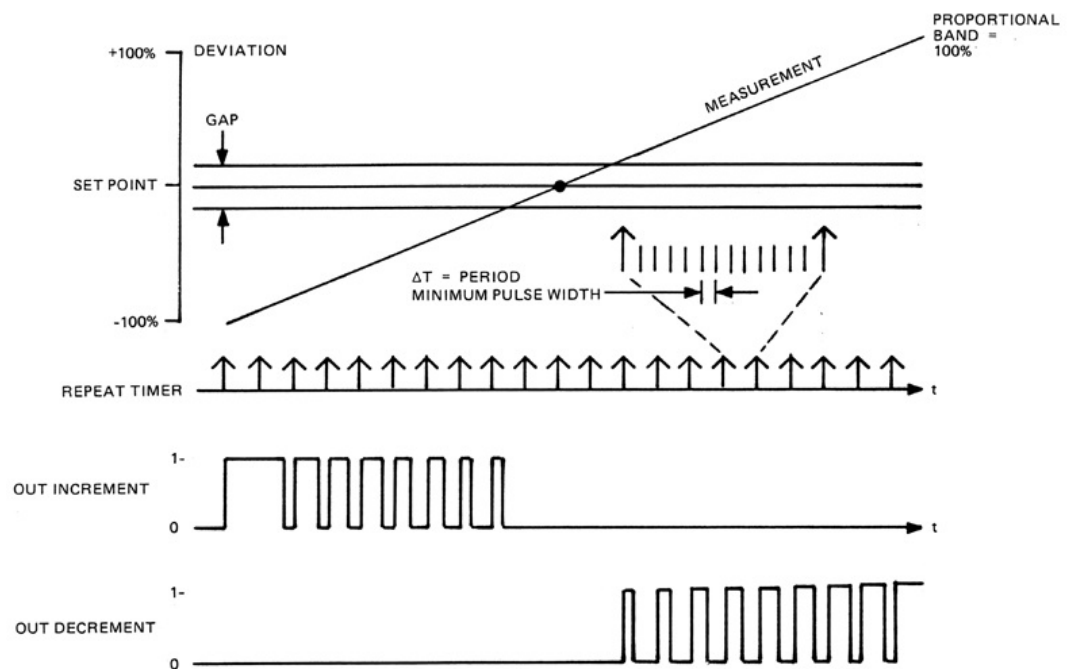 PROPORTIONAL
BAND =
100%
+100%
DEVIATION
MEASUREMENT
GAP
SET POINT
ΔT = PERIOD
MINIMUM PULSE WIDTH
-100%
REPEAT TIMER
t
1-
OUT INCREMENT
0
t
1-
OUT DECREMENT
0